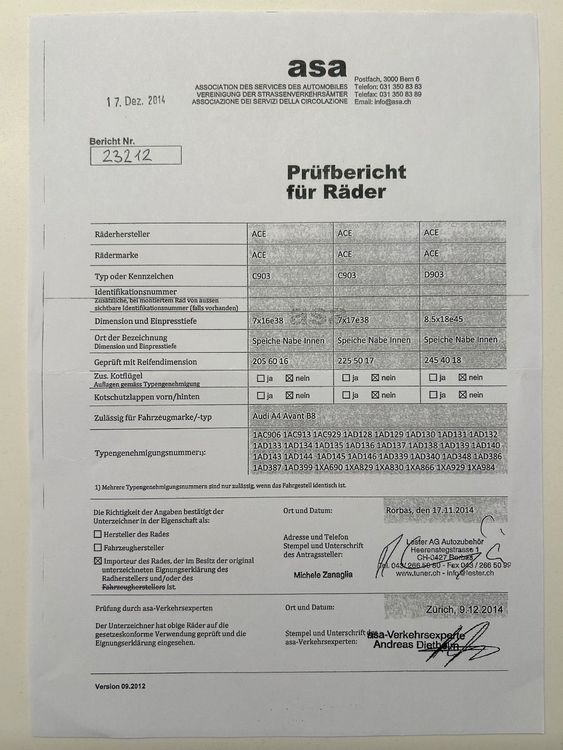 asa
ASSOCIATION DES SERVICES DES AUTOMOBILES
VEREINIGUNG DER STRASSENVERKEHRSÄMTER
ASSOCIAZIONE DEI SERVIZI DELLA CIRCOLAZIONE
Postfach, 3000 Bern 6
Telefon: 031 350 83 83
Telefax: 031 350 83 89
Email: info@asa.ch
17. Dez. 2014
Bericht Nr.
23212
Prüfbericht
für Räder
Räderhersteller ACE ACE ACE
Rädermarke ACE ACE ACE
Typ oder Kennzeichen C903 C903 D903
Identifikationsnummer
Zusätzliche, bei montiertem Rad von aussen
sichtbare Identifikationsnummer (falls vorhanden)
Dimension und Einpresstiefe 7x16e38 7x17e38 8.5x18e45
Ort der Bezeichnung Speiche Nabe Innen Speiche Nabe Innen Speiche Nabe Innen
Dimension und Einpresstiefe
Geprüft mit Reifendimension 205 60 16 225 50 17 245 40 18
Zus. Kotflügel ☐ ja ☒ nein ☐ ja ☒ nein ☐ ja ☒ nein
Auflagen gemäss Typengenehmigung
Kotschutzlappen vorn/hinten ☐ ja ☒ nein ☐ ja ☒ nein ☐ ja ☒ nein
Zulässig für Fahrzeugmarke/-typ Audi A4 Avant B8
Typengenehmigungsnummer1):
1AC906 1AC913 1AC929 1AD128 1AD129 1AD130 1AD131 1AD132
1AD133 1AD134 1AD135 1AD136 1AD137 1AD138 1AD139 1AD140
1AD143 1AD144 1AD145 1AD146 1AD339 1AD340 1AD348 1AD386
1AD387 1AD399 1XA690 1XA829 1XA830 1XA866 1XA929 1XA984
1) Mehrere Typengenehmigungsnummern sind nur zulässig, wenn das Fahrgestell identisch ist.
Die Richtigkeit der Angaben bestätigt der
Unterzeichner in der Eigenschaft als:
☐ Hersteller des Rades
☐ Fahrzeughersteller
☒ Importeur des Rades, der im Besitz der original
unterzeichneten Eignungserklärung des
Radherstellers und/oder des
Fahrzeugherstellers ist.
Ort und Datum: Rorbas, den 17.11.2014
Adresse und Telefon
Stempel und Unterschrift
des Antragsteller:
Michele Zanaglia
Lester AG Autozubehör
Heerenstegstrasse 1
CH-0427 Rorbas
Tel. 043/ 266 50 60 - Fax 043 / 266 50 99
www.tuner.ch - info@lester.ch
Prüfung durch asa-Verkehrsexperten
Ort und Datum: Zürich, 9.12.2014
Der Unterzeichner hat obige Räder auf die
gesetzeskonforme Verwendung geprüft und die
Eignungserklärung eingesehen.
Stempel und Unterschrift des
asa-Verkehrsexperten:
asa-Verkehrsexperte
Andreas Diethelm
Version 09.2012